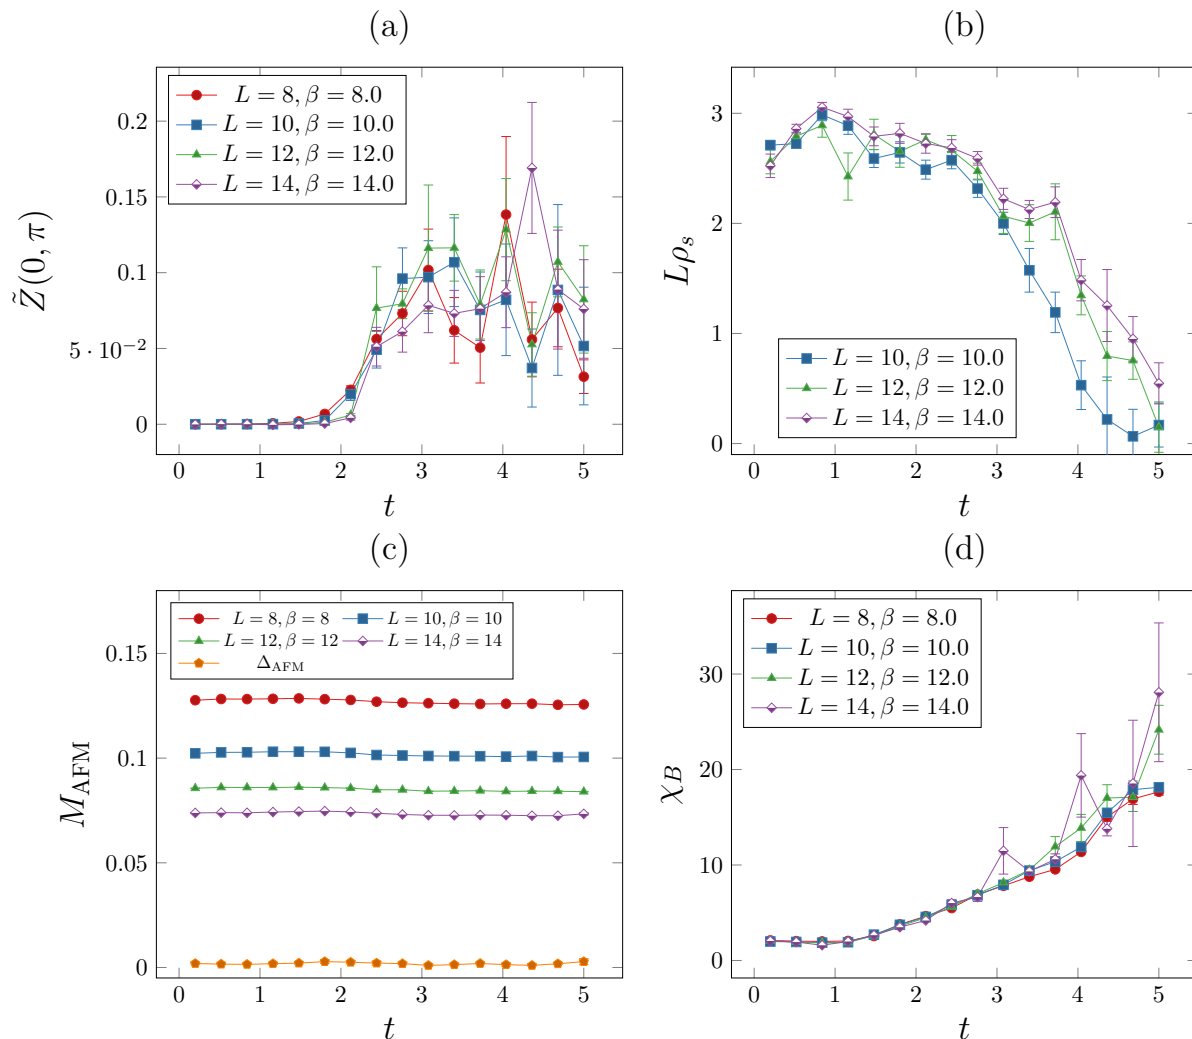 (a)
L = 8, β = 8.0
L = 10, β = 10.0
L = 12, β = 12.0
L = 14, β = 14.0
0.2
0.15
0.1
5 · 10⁻²
0
Z̃(0, π)
0 1 2 3 4 5
t
(b)
3
2
1
0
Lρₛ
L = 10, β = 10.0
L = 12, β = 12.0
L = 14, β = 14.0
0 1 2 3 4 5
t
(c)
L = 8, β = 8 L = 10, β = 10
L = 12, β = 12 L = 14, β = 14
Δ_AFM
0.15
0.1
0.05
0
M_AFM
0 1 2 3 4 5
t
(d)
L = 8, β = 8.0
L = 10, β = 10.0
L = 12, β = 12.0
L = 14, β = 14.0
30
20
10
0
χ_B
0 1 2 3 4 5
t